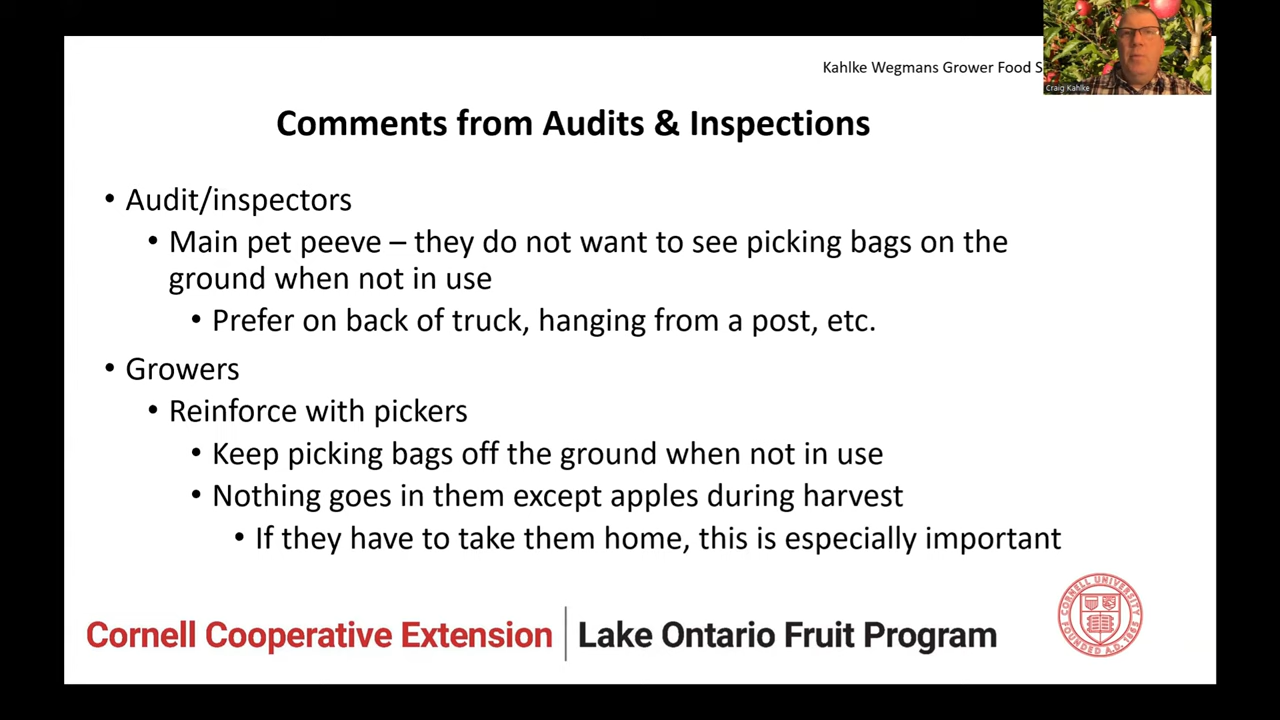 Kahlke Wegmans Grower Food
Craig Kahlke
Comments from Audits & Inspections
• Audit/inspectors
• Main pet peeve – they do not want to see picking bags on the
ground when not in use
• Prefer on back of truck, hanging from a post, etc.
• Growers
• Reinforce with pickers
• Keep picking bags off the ground when not in use
• Nothing goes in them except apples during harvest
• If they have to take them home, this is especially important
Cornell Cooperative Extension | Lake Ontario Fruit Program
CORNELL UNIVERSITY
FOUNDED A.D. 1865